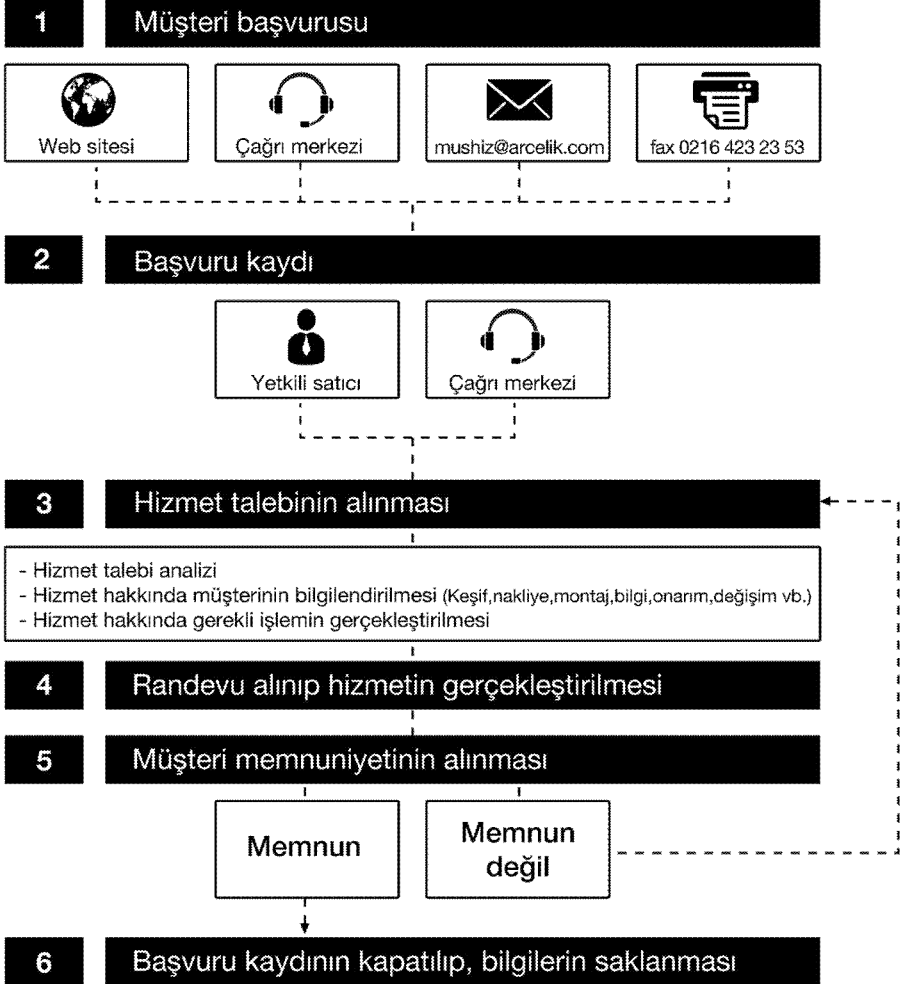 1 Müşteri başvurusu
Web sitesi
Çağrı merkezi
mushiz@arcelik.com
fax 0216 423 23 53
2 Başvuru kaydı
Yetkili satıcı
Çağrı merkezi
3 Hizmet talebinin alınması
- Hizmet talebi analizi
- Hizmet hakkında müşterinin bilgilendirilmesi (Keşif,nakliye,montaj,bilgi,onarım,değişim vb.)
- Hizmet hakkında gerekli işlemin gerçekleştirilmesi
4 Randevu alınıp hizmetin gerçekleştirilmesi
5 Müşteri memnuniyetinin alınması
Memnun
Memnun
değil
6 Başvuru kaydının kapatılıp, bilgilerin saklanması